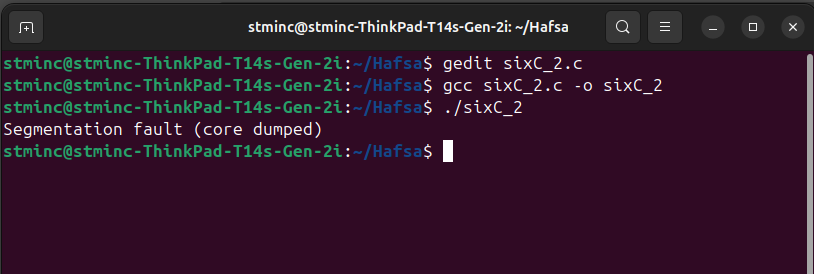 stminc@stminc-ThinkPad-T14s-Gen-2i: ~/Hafsa
stminc@stminc-ThinkPad-T14s-Gen-2i:~/Hafsa$ gedit sixC_2.c
stminc@stminc-ThinkPad-T14s-Gen-2i:~/Hafsa$ gcc sixC_2.c -o sixC_2
stminc@stminc-ThinkPad-T14s-Gen-2i:~/Hafsa$ ./sixC_2
Segmentation fault (core dumped)
stminc@stminc-ThinkPad-T14s-Gen-2i:~/Hafsa$